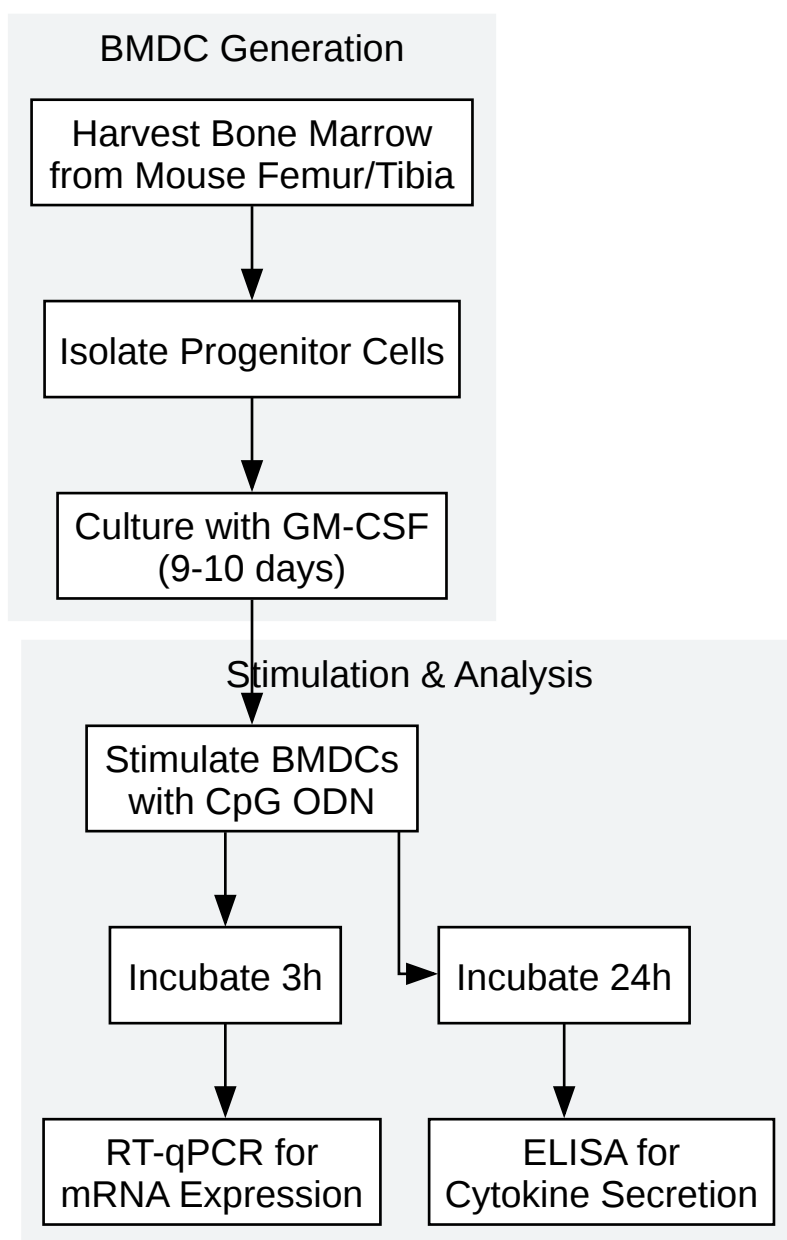 BMDC Generation
Harvest Bone Marrow
from Mouse Femur/Tibia
Isolate Progenitor Cells
Culture with GM-CSF
(9-10 days)
Stimulation & Analysis
Stimulate BMDCs
with CpG ODN
Incubate 3h
Incubate 24h
RT-qPCR for
mRNA Expression
ELISA for
Cytokine Secretion